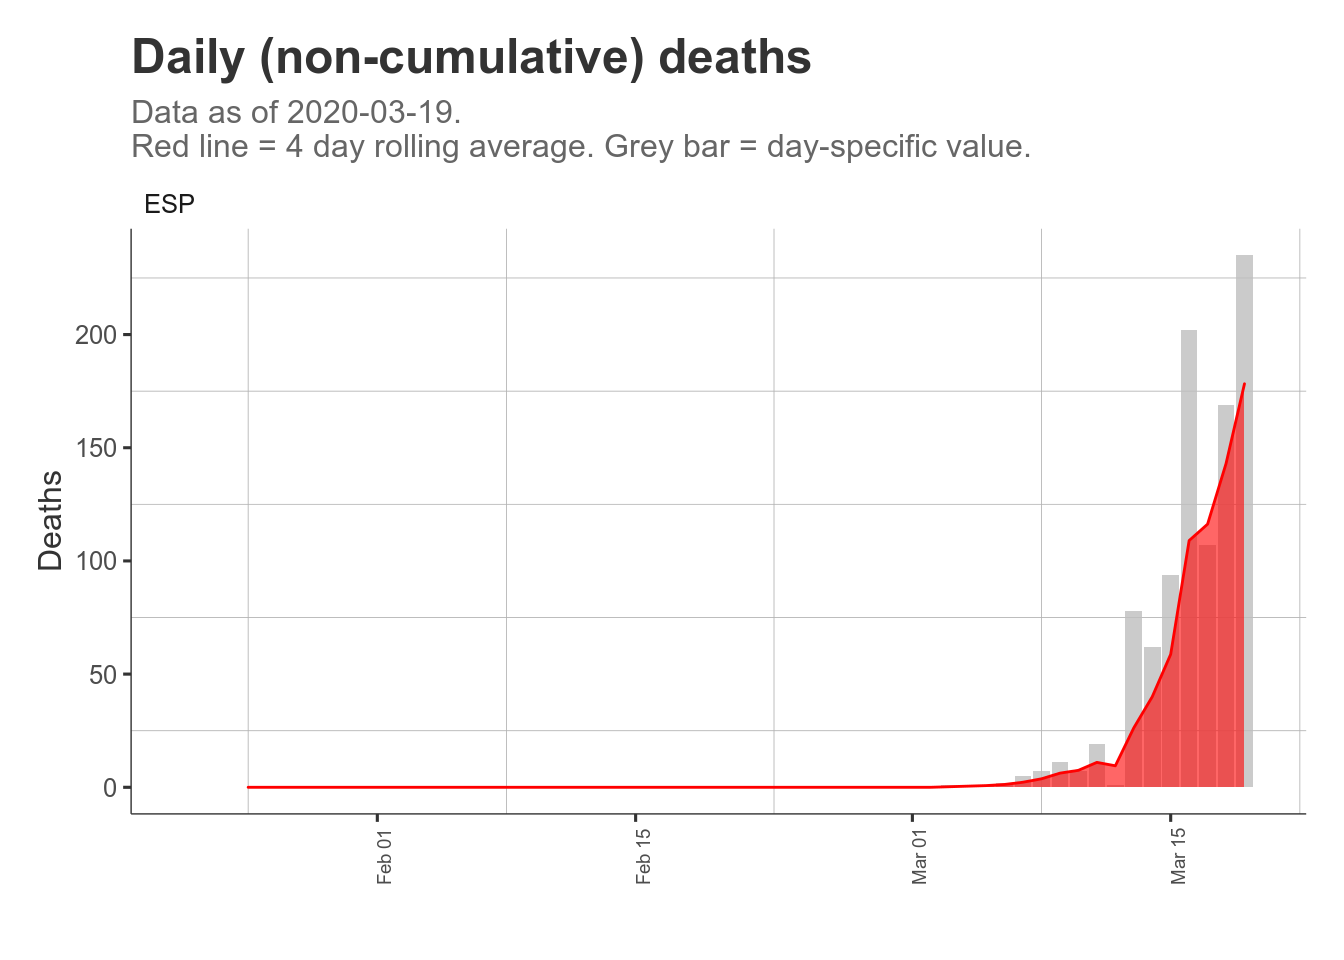 Daily (non-cumulative) deaths
Data as of 2020-03-19.
Red line = 4 day rolling average. Grey bar = day-specific value.
ESP
Deaths
200
150
100
50
0
Feb 01
Feb 15
Mar 01
Mar 15